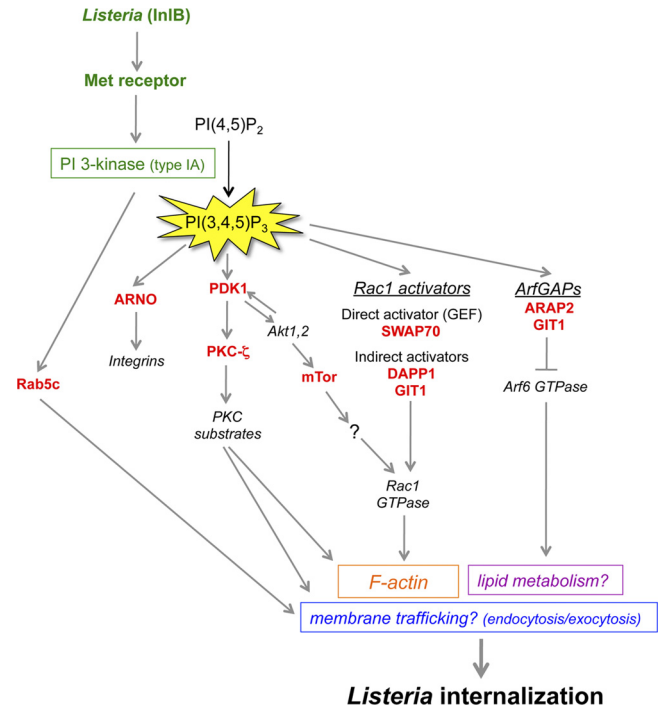 Listeria (InlB)
Met receptor
PI(4,5)P2
PI 3-kinase (type IA)
PI(3,4,5)P3
ARNO
Integrins
Rab5c
PDK1
Akt1,2
PKC-ζ
mTor
PKC
substrates
?
Rac1 activators
Direct activator (GEF)
SWAP70
Indirect activators
DAPP1
GIT1
Rac1
GTPase
ArfGAPs
ARAP2
GIT1
Arf6 GTPase
F-actin
lipid metabolism?
membrane trafficking? (endocytosis/exocytosis)
Listeria internalization